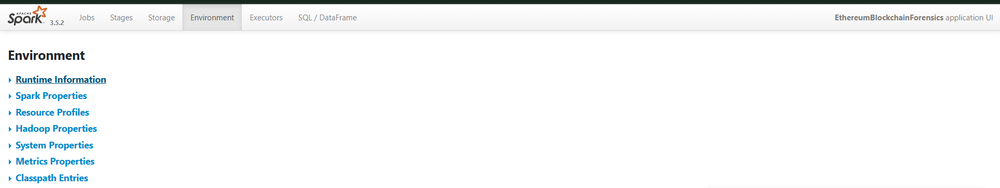 APACHE
Spark 3.5.2 Jobs Stages Storage Environment Executors SQL / DataFrame EthereumBlockchainForensics application UI
Environment
Runtime Information
Spark Properties
Resource Profiles
Hadoop Properties
System Properties
Metrics Properties
Classpath Entries